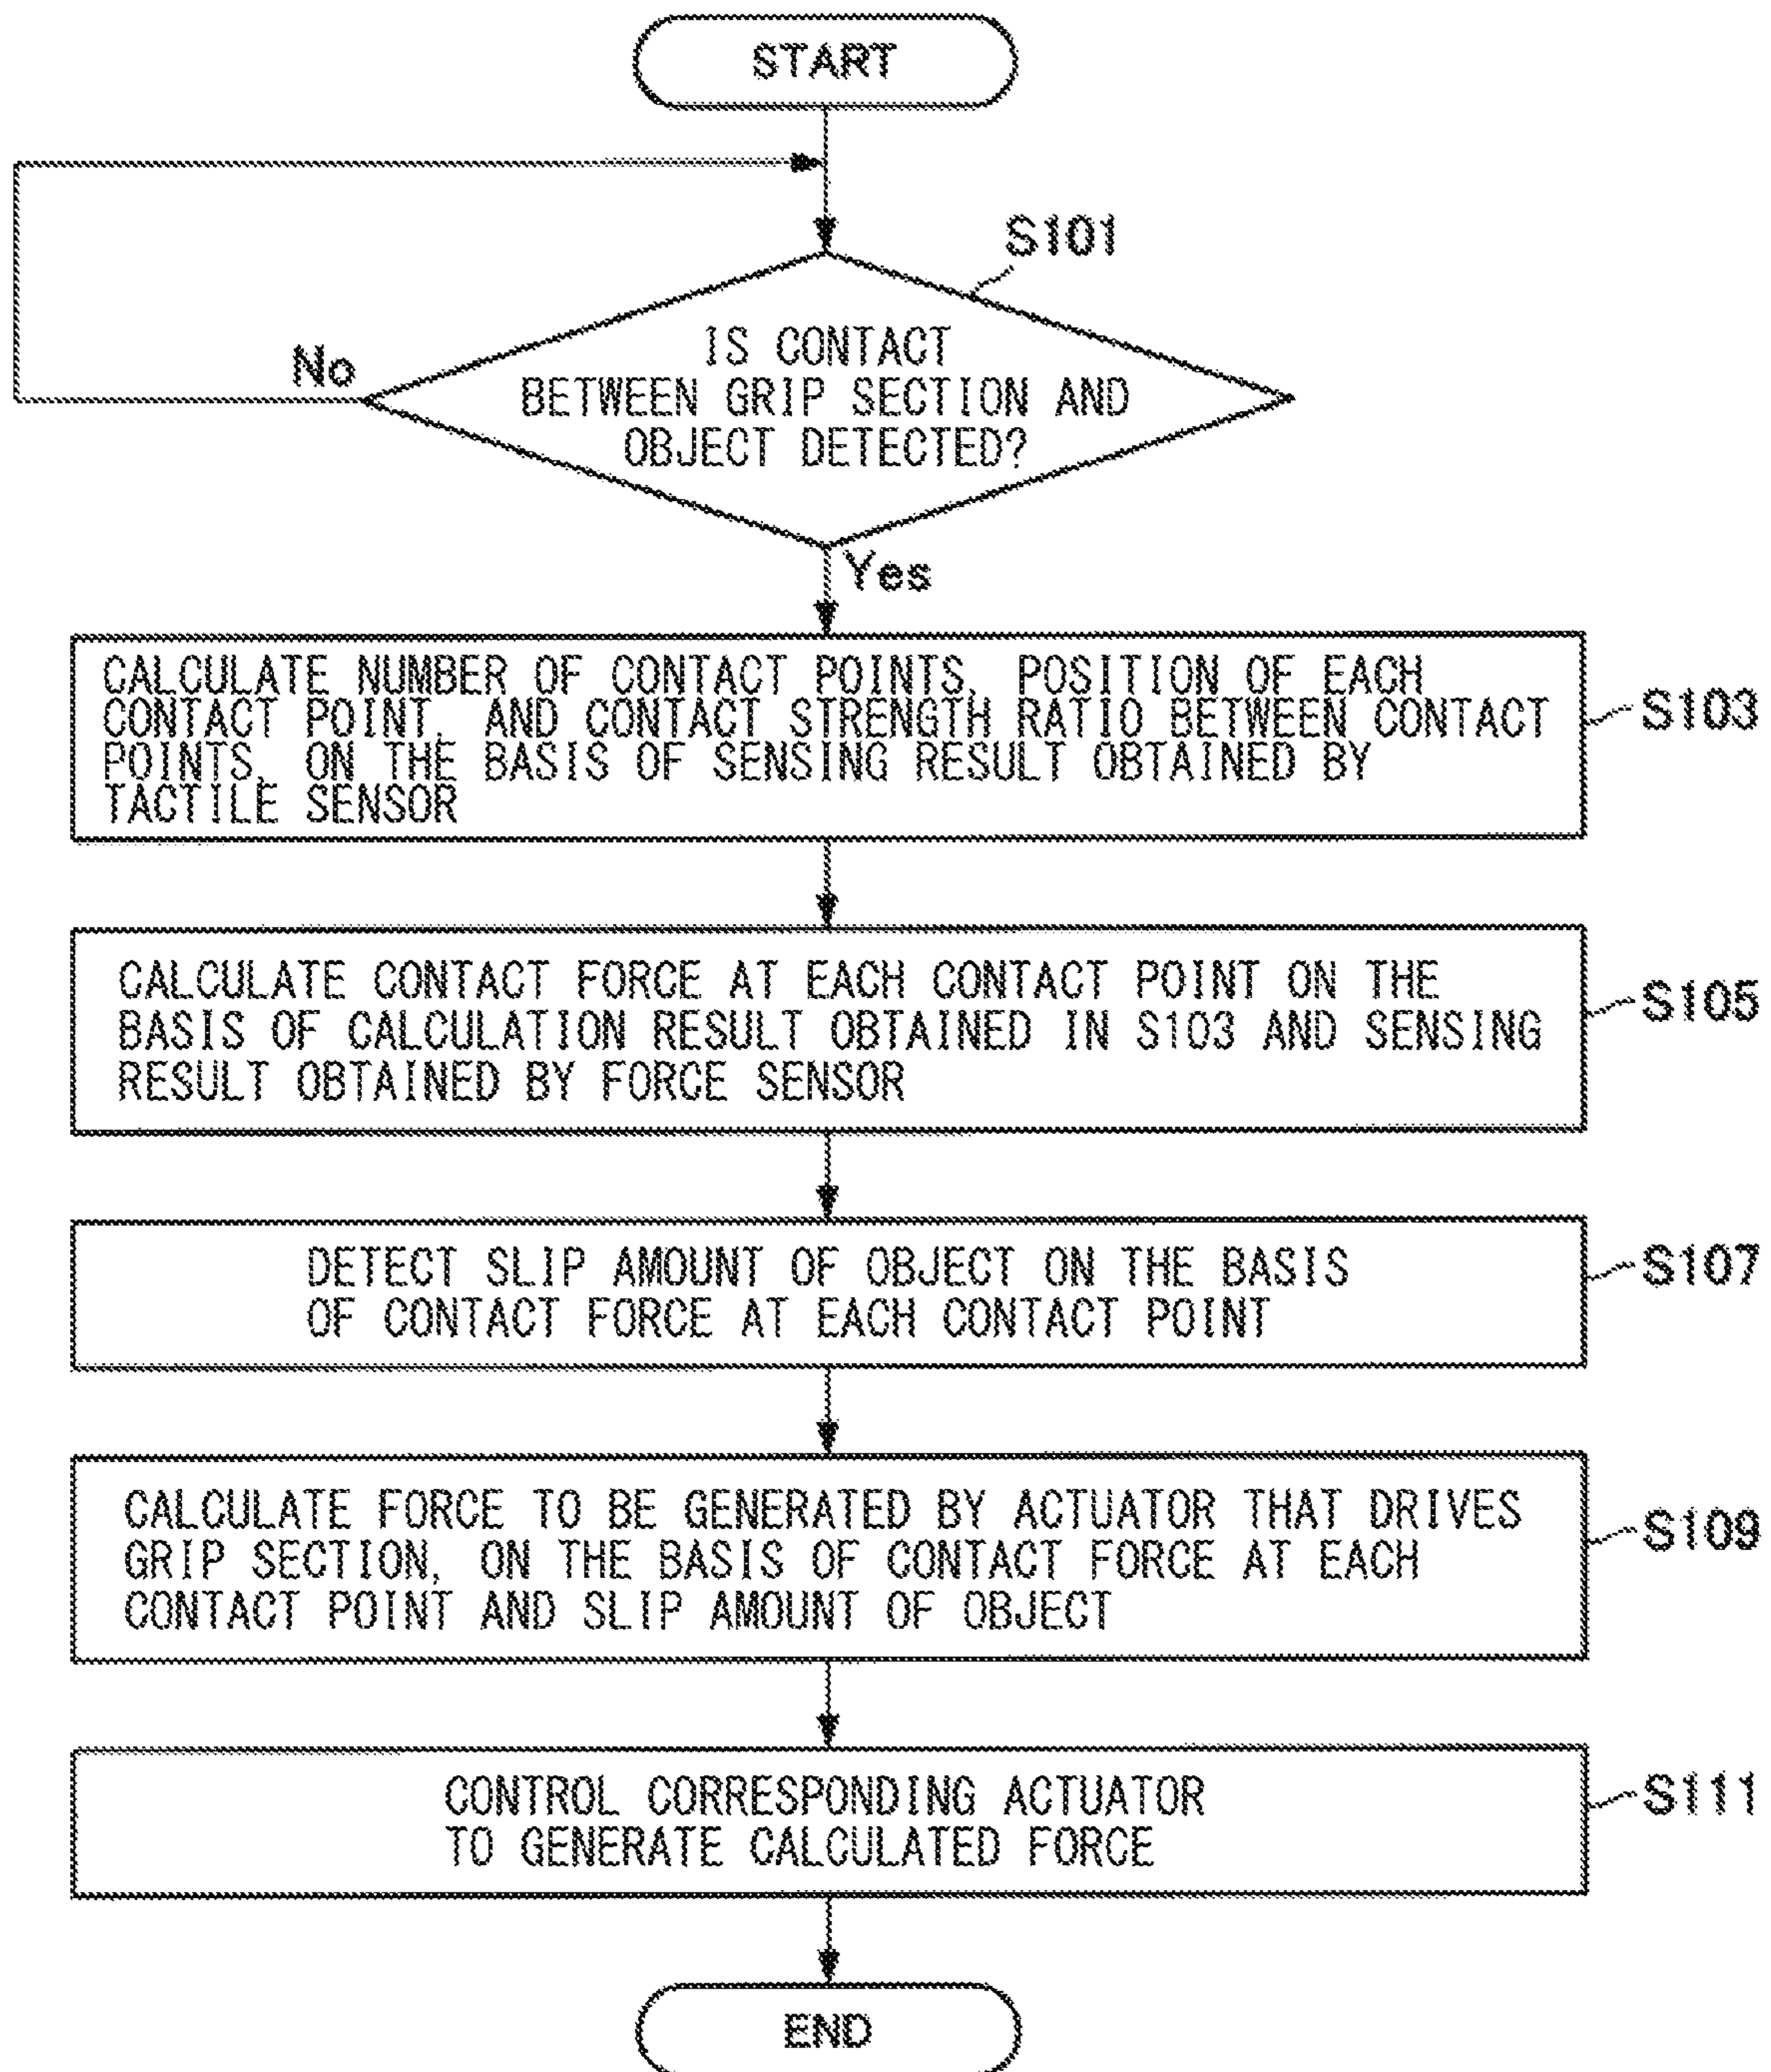 START
S101
IS CONTACT
BETWEEN GRIP SECTION AND
OBJECT DETECTED?
No
Yes
CALCULATE NUMBER OF CONTACT POINTS, POSITION OF EACH
CONTACT POINT, AND CONTACT STRENGTH RATIO BETWEEN CONTACT
POINTS, ON THE BASIS OF SENSING RESULT OBTAINED BY
TACTILE SENSOR
S103
CALCULATE CONTACT FORCE AT EACH CONTACT POINT ON THE
BASIS OF CALCULATION RESULT OBTAINED IN S103 AND SENSING
RESULT OBTAINED BY FORCE SENSOR
S105
DETECT SLIP AMOUNT OF OBJECT ON THE BASIS
OF CONTACT FORCE AT EACH CONTACT POINT
S107
CALCULATE FORCE TO BE GENERATED BY ACTUATOR THAT DRIVES
GRIP SECTION, ON THE BASIS OF CONTACT FORCE AT EACH
CONTACT POINT AND SLIP AMOUNT OF OBJECT
S109
CONTROL CORRESPONDING ACTUATOR
TO GENERATE CALCULATED FORCE
S111
END